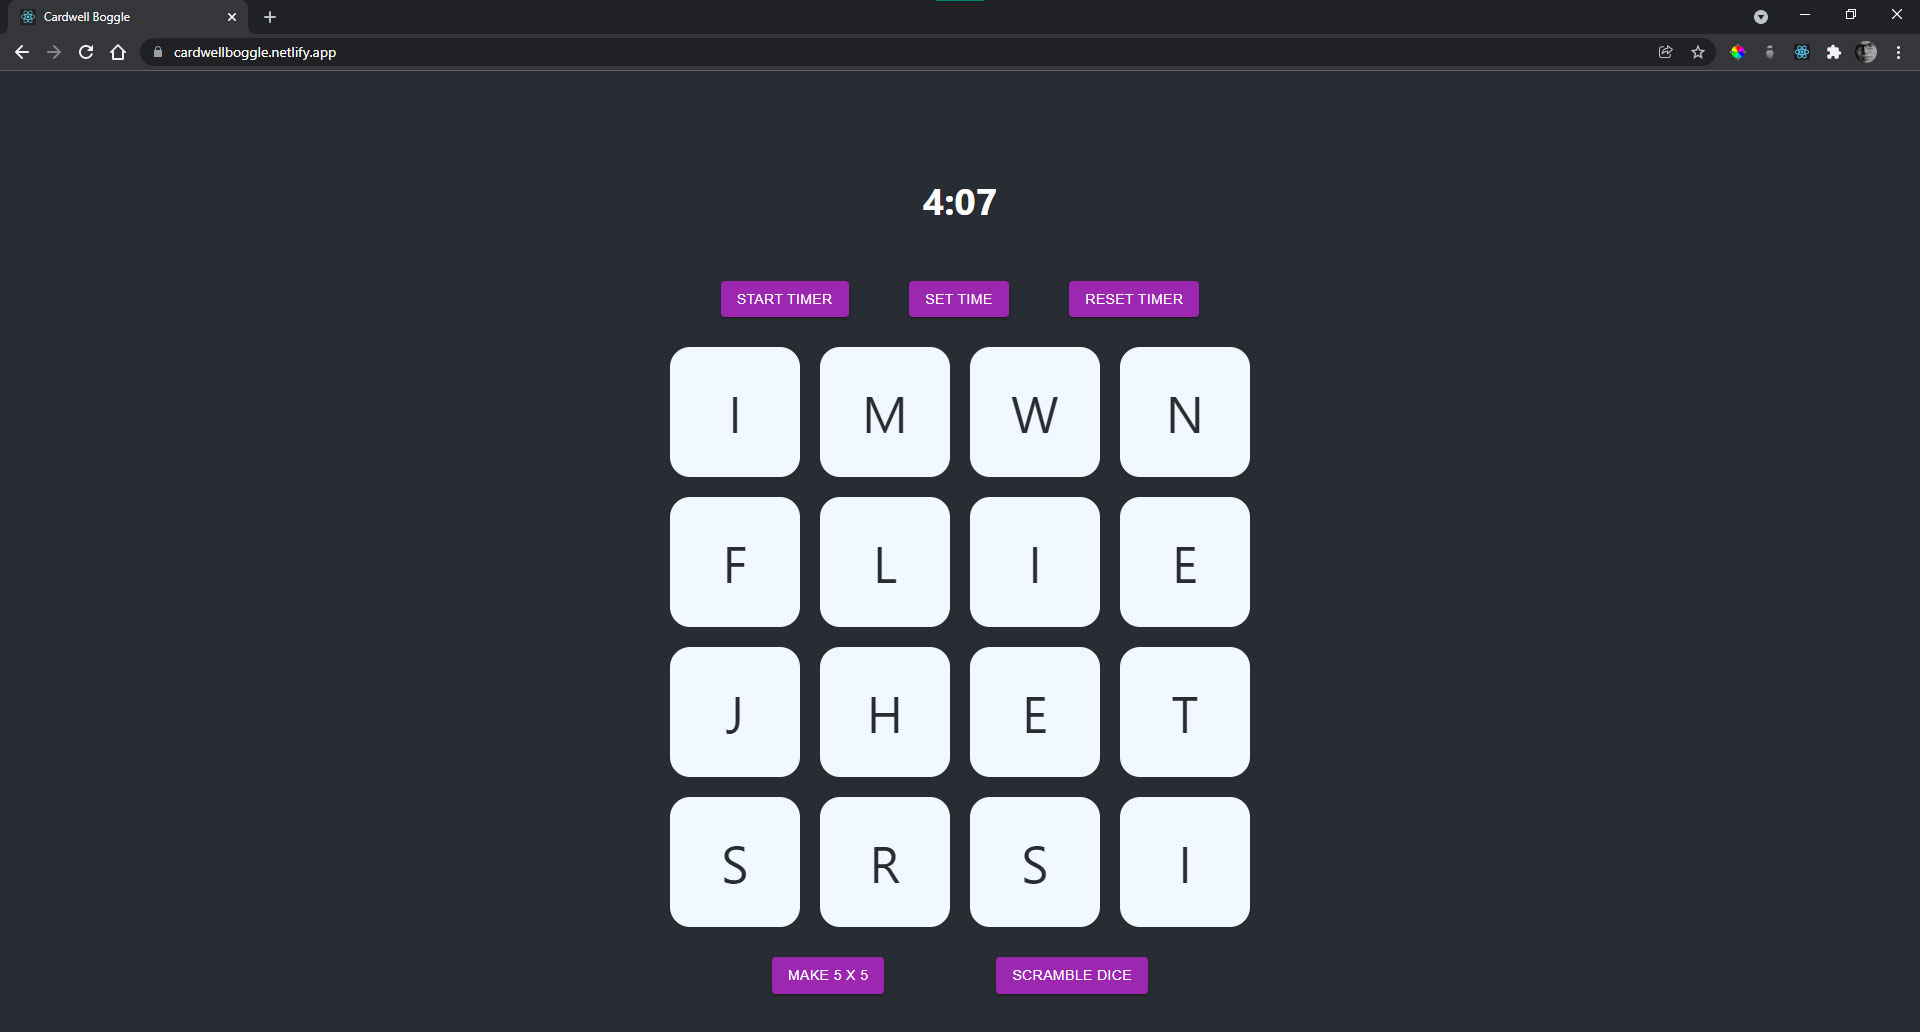 Cardwell Boggle
cardwellboggle.netlify.app
4:07
START TIMER SET TIME RESET TIMER
I M W N
F L I E
J H E T
S R S I
MAKE 5 X 5 SCRAMBLE DICE